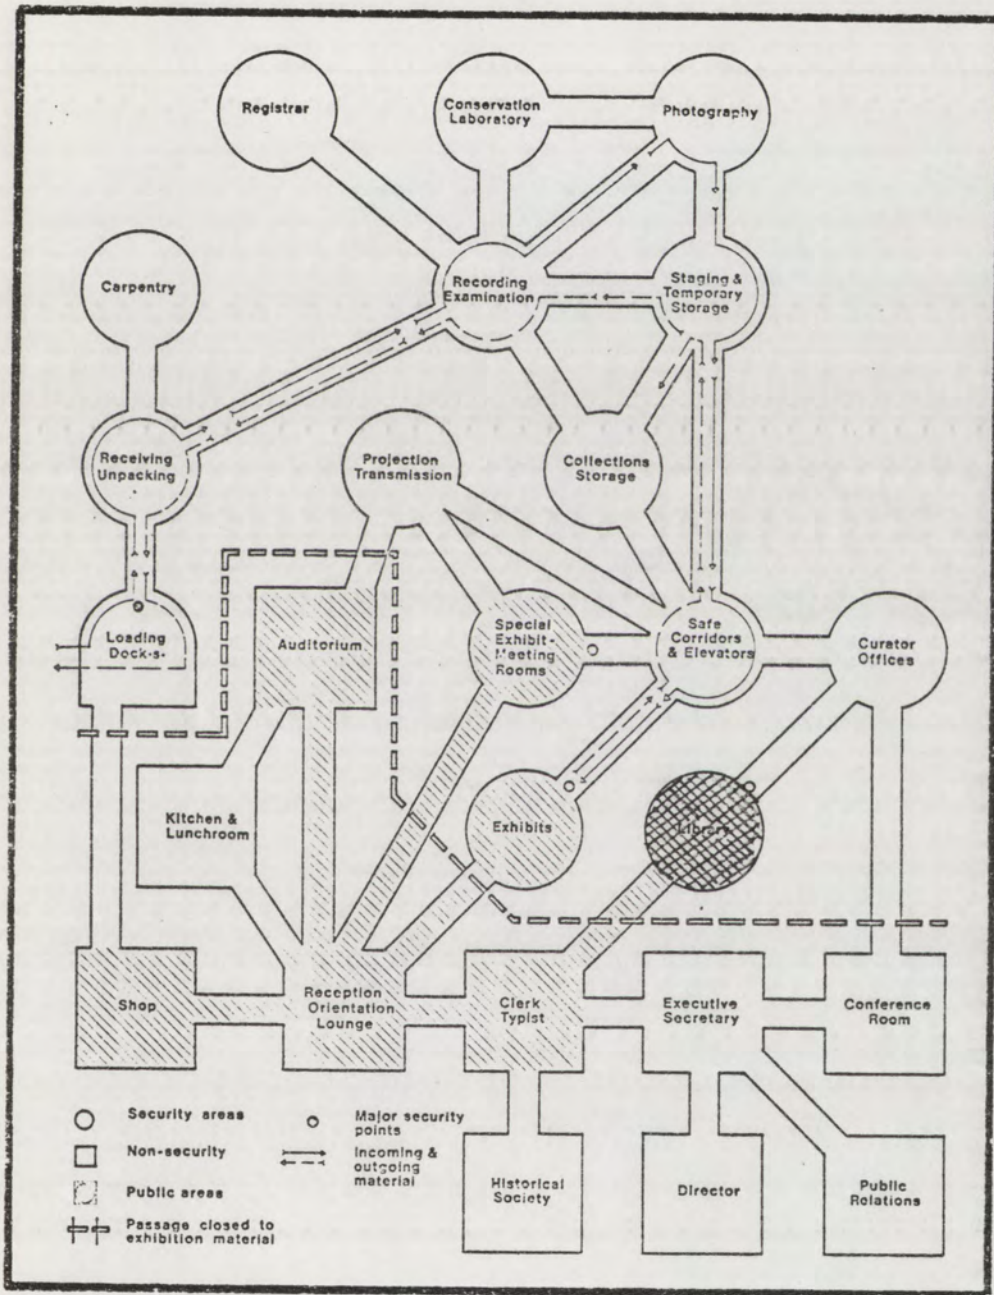 Registrar
Conservation
Laboratory
Photography
Carpentry
Recording
Examination
Staging &
Temporary
Storage
Receiving
Unpacking
Projection
Transmission
Collections
Storage
Loading
Dock-s-
Auditorium
Special
Exhibit-
Meeting
Rooms
Safe
Corridors
& Elevators
Curator
Offices
Kitchen &
Lunchroom
Exhibits
Library
Shop
Reception
Orientation
Lounge
Clerk
Typist
Executive
Secretary
Conference
Room
Security areas
Non-security
Public areas
Passage closed to
exhibition material
Major security
points
Incoming &
outgoing
material
Historical
Society
Director
Public
Relations